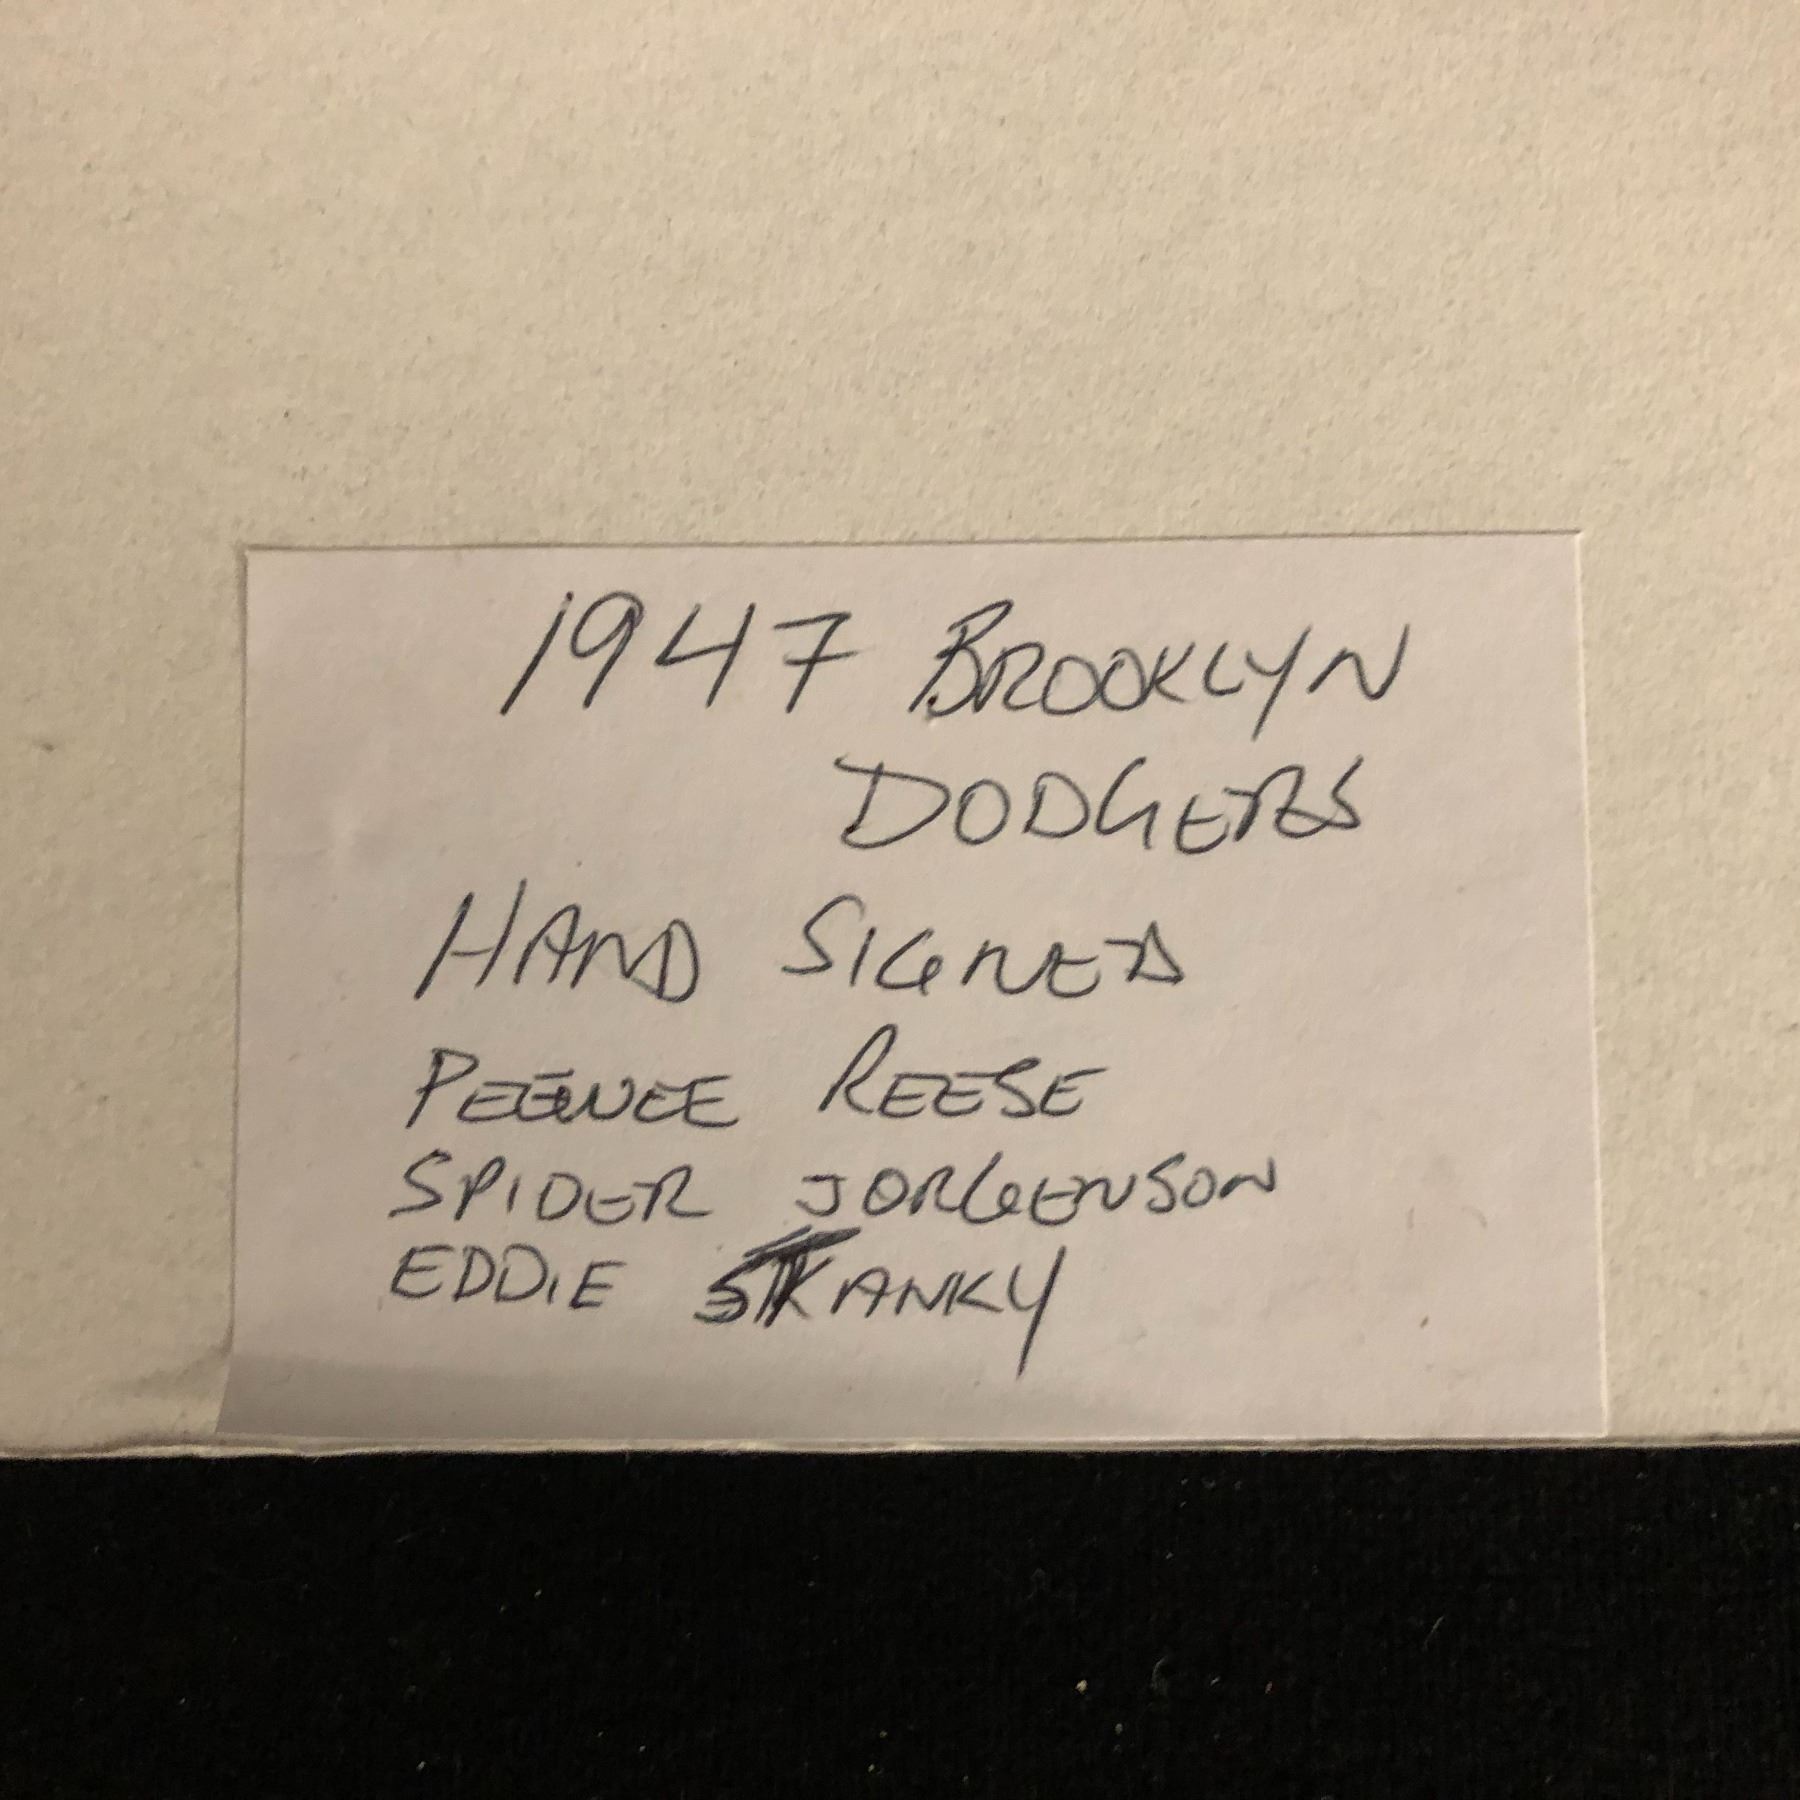 1947 BROOKLYN
DODGERS
HAND SIGNED
PEEWEE REESE
SPIDER JORGENSON
EDDIE STANKY